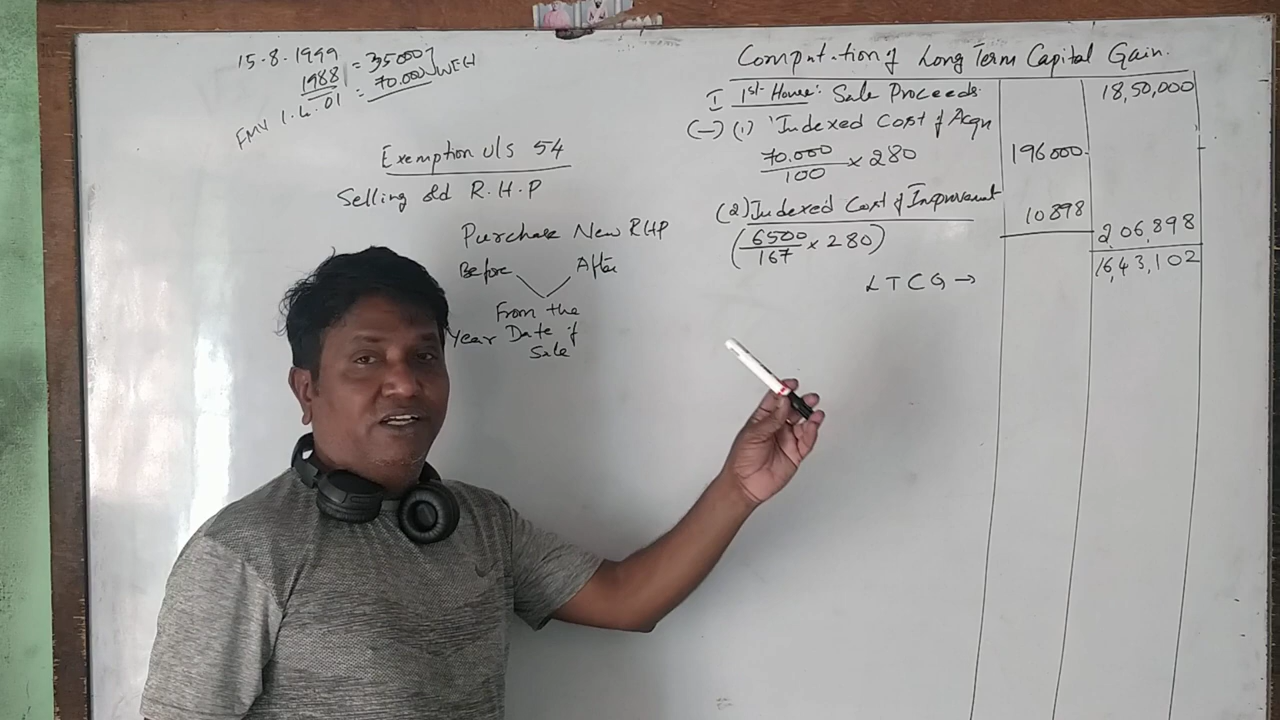 15.8.1999
1988 = 35000
FMV 1.4.01 = 70.000 WEH
Exemption U/S 54
Selling old R.H.P
Purchase New RHP
Before After
From the
Year Date of
Sale
Computation of Long Term Capital Gain.
I 1st House: Sale Proceeds 18,50,000
(-) (1) Indexed Cost of Acqn
70.000/100 x 280 196000
(2) Indexed Cost of Improvement 10898
(6500/167 x 280) 206,898
LTCG → 16,43,102